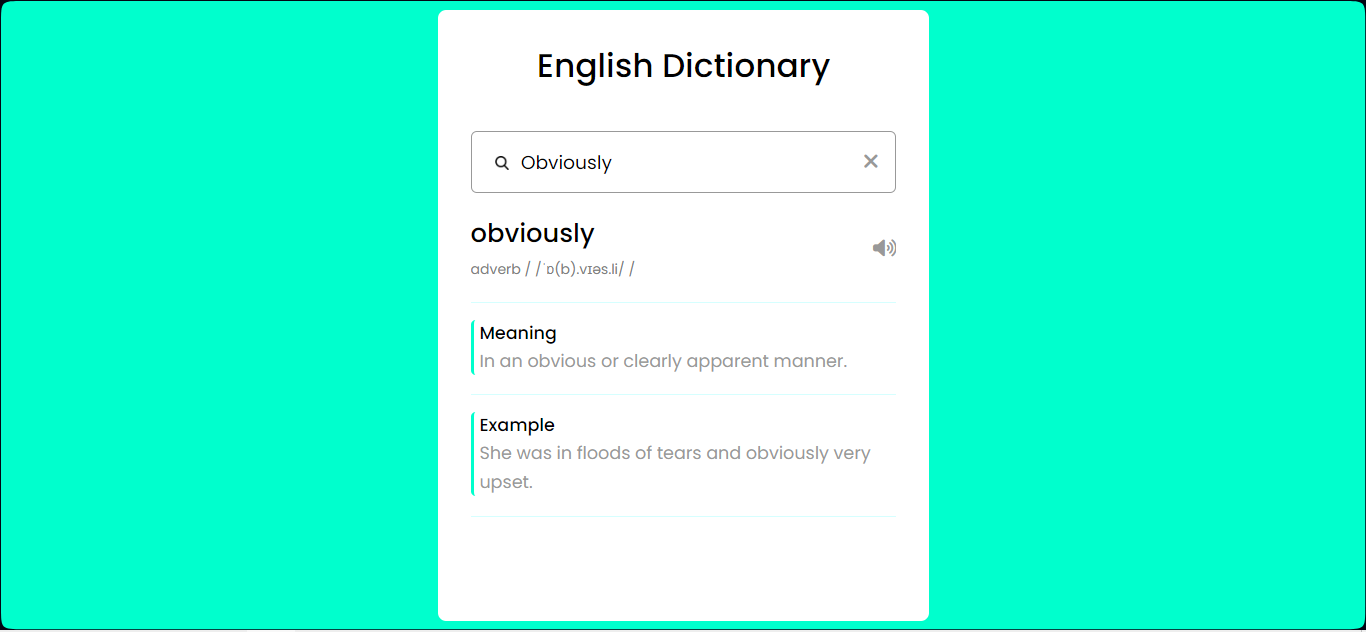 English Dictionary
Obviously
obviously
adverb / /ˈɒ(b).vɪəs.li/ /
Meaning
In an obvious or clearly apparent manner.
Example
She was in floods of tears and obviously very
upset.